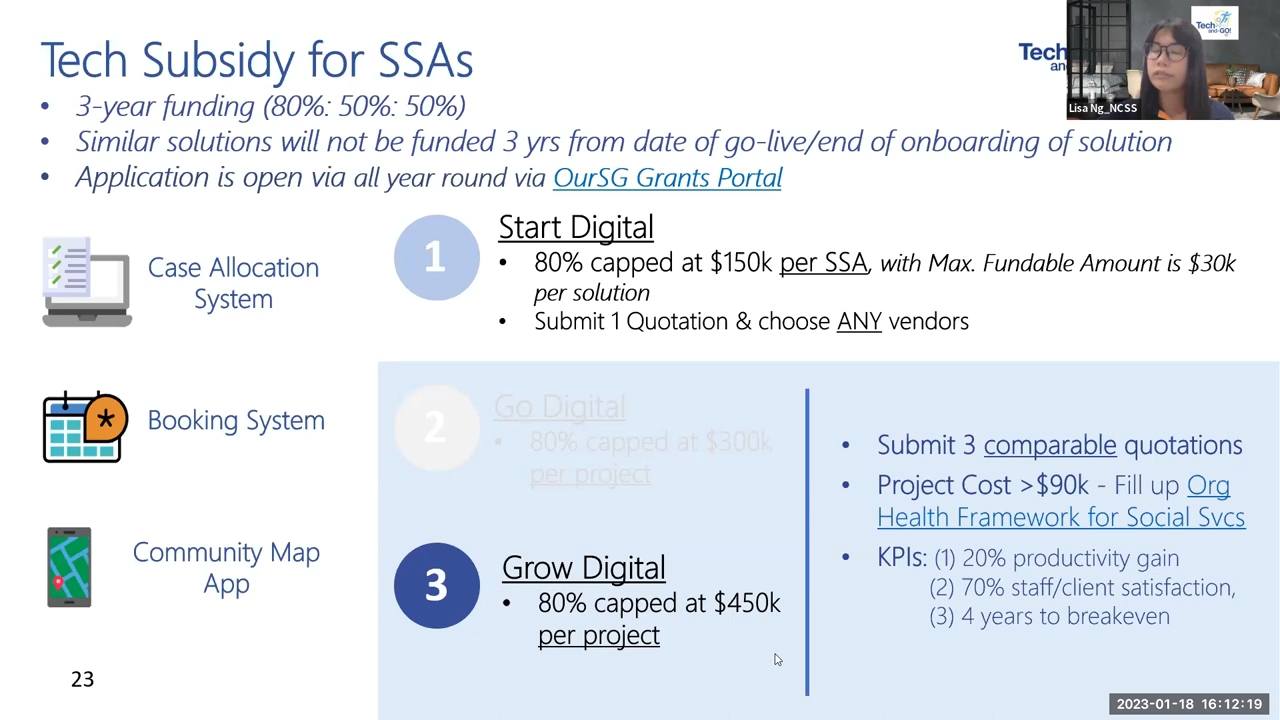 Tech Subsidy for SSAs
• 3-year funding (80%: 50%: 50%)
• Similar solutions will not be funded 3 yrs from date of go-live/end of onboarding of solution
• Application is open via all year round via OurSG Grants Portal
Tech
and
Tech
and-GO!
Lisa Ng_NCSS
Case Allocation
System
Booking System
Community Map
App
1
Start Digital
• 80% capped at $150k per SSA, with Max. Fundable Amount is $30k
per solution
• Submit 1 Quotation & choose ANY vendors
2
Go Digital
• 80% capped at $300k
per project
3
Grow Digital
• 80% capped at $450k
per project
• Submit 3 comparable quotations
• Project Cost >$90k - Fill up Org
Health Framework for Social Svcs
• KPIs: (1) 20% productivity gain
(2) 70% staff/client satisfaction,
(3) 4 years to breakeven
23
2023-01-18 16:12:19